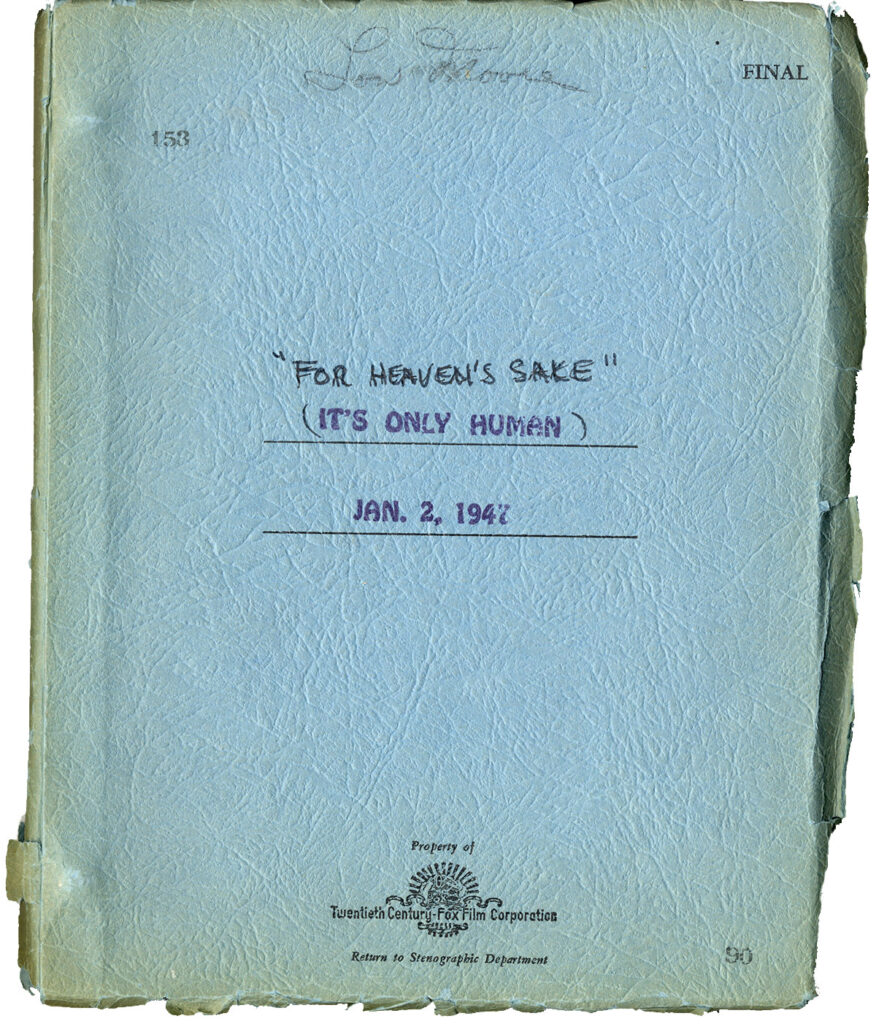 FINAL
153
"FOR HEAVEN'S SAKE"
(IT'S ONLY HUMAN)
JAN. 2, 1947
Property of
Twentieth Century-Fox Film Corporation
Return to Stenographic Department
90